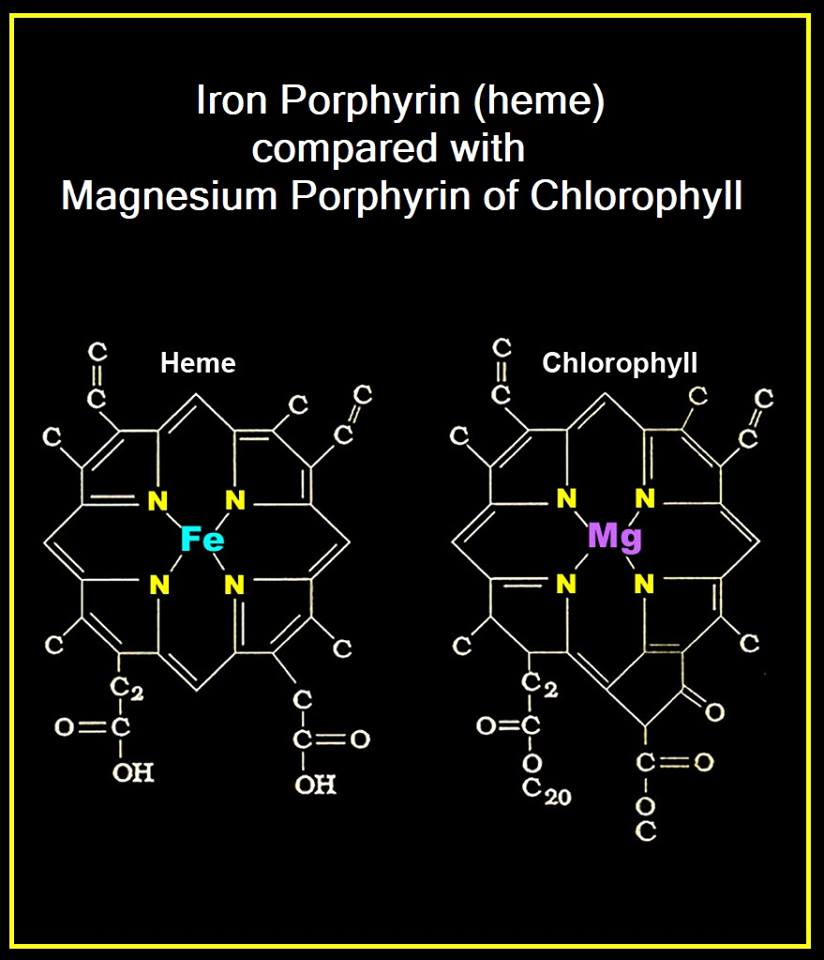 Iron Porphyrin (heme)
compared with
Magnesium Porphyrin of Chlorophyll
Heme
C
C
C
C
C
C
N
N
Fe
N
N
C
C
C2
C
O=C
C=O
OH
OH
Chlorophyll
C
C
C
C
C
C
N
N
Mg
N
N
C
C
C2
O
O=C
C=O
O
O
C20
C